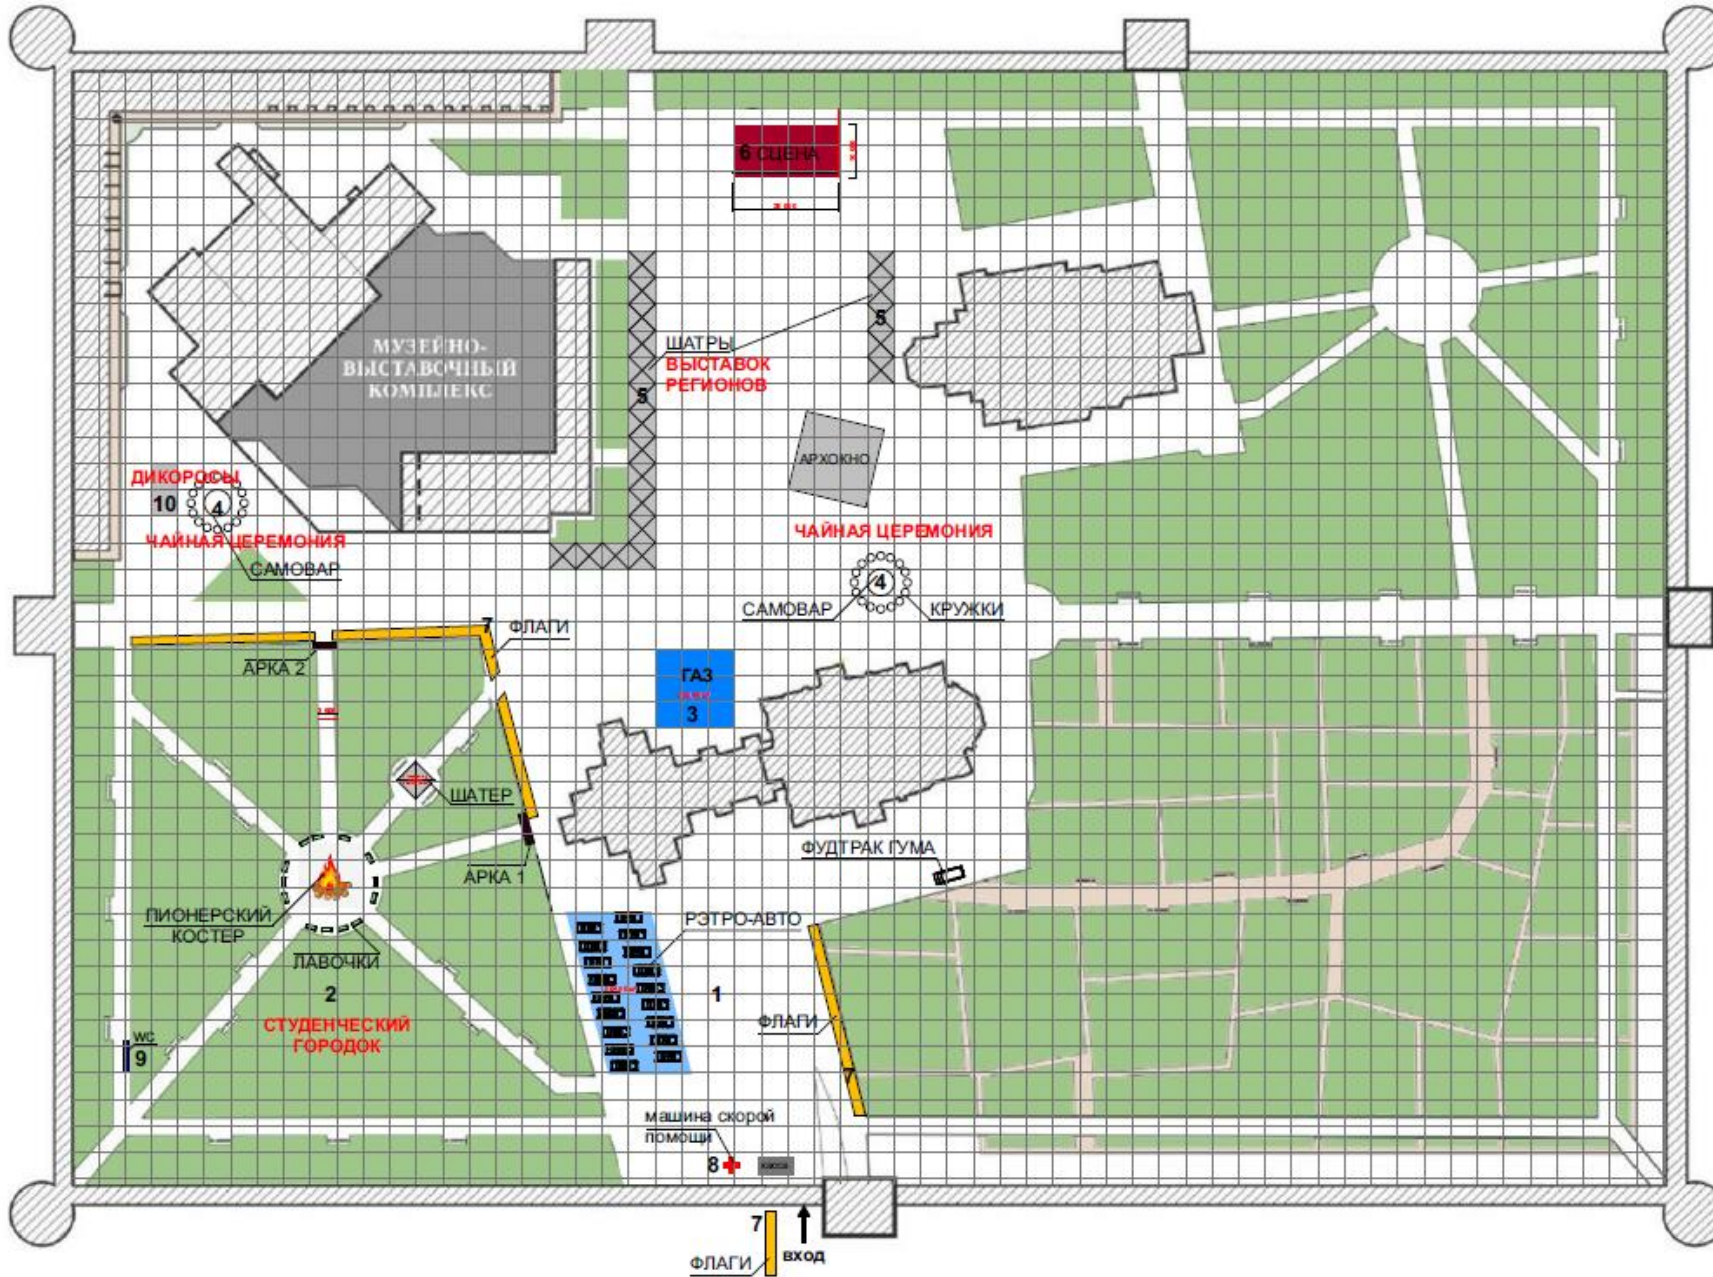 6 СЦЕНА
МУЗЕЙНО-
ВЫСТАВОЧНЫЙ
КОМПЛЕКС
5
ШАТРЫ
ВЫСТАВОК
РЕГИОНОВ
5
АРХОКНО
ДИКОРОСЫ
10
4
ЧАЙНАЯ ЦЕРЕМОНИЯ
САМОВАР
ЧАЙНАЯ ЦЕРЕМОНИЯ
4
САМОВАР
КРУЖКИ
7
ФЛАГИ
АРКА 2
ГАЗ
3
ШАТЕР
АРКА 1
ФУДТРАК ГУМА
ПИОНЕРСКИЙ
КОСТЕР
РЭТРО-АВТО
ЛАВОЧКИ
2
1
СТУДЕНЧЕСКИЙ
ГОРОДОК
ФЛАГИ
WC
9
7
машина скорой
помощи
8
касса
7
ФЛАГИ
вход